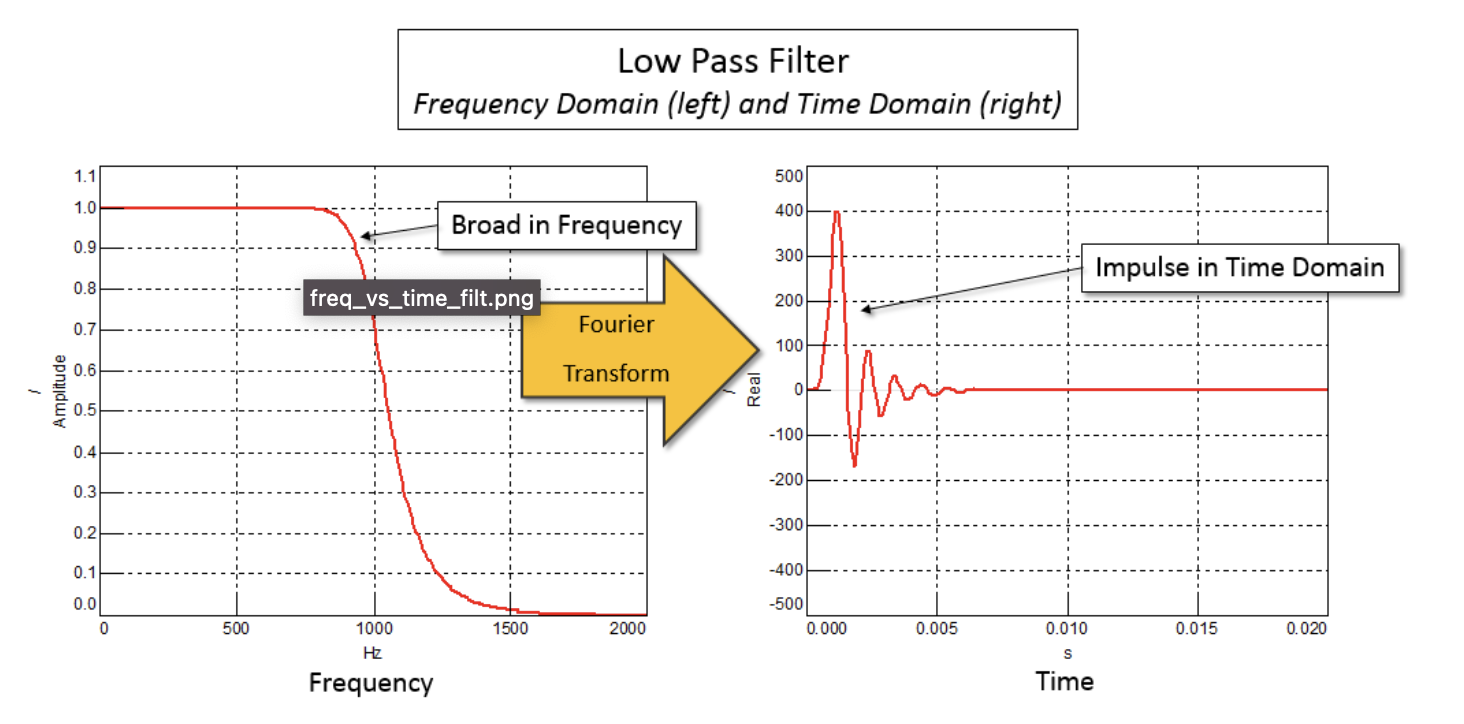 Low Pass Filter
Frequency Domain (left) and Time Domain (right)
1.1
1.0
0.9
0.8
0.7
0.6
0.5
0.4
0.3
0.2
0.1
0.0
/
Amplitude
0
500
1000
1500
2000
Hz
Frequency
Broad in Frequency
freq_vs_time_filt.png
Fourier
Transform
500
400
300
200
100
0
-100
-200
-300
-400
-500
/
Real
0.000
0.005
0.010
0.015
0.020
s
Time
Impulse in Time Domain